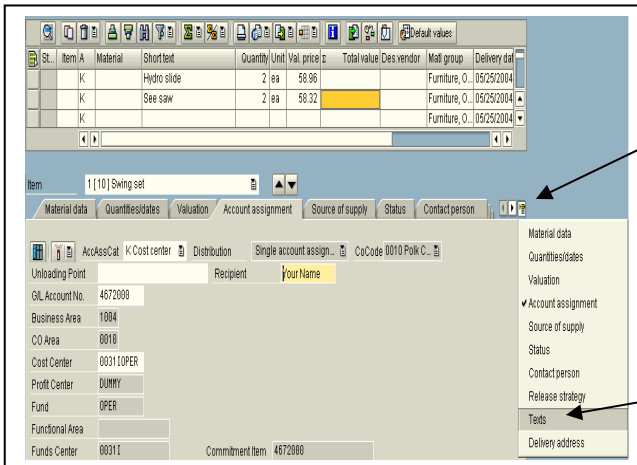 Default values
St... Item A Material Short text Quantity Unit Val. price Σ Total value Des.vendor Matl group Delivery dat
K Hydro slide 2 ea 58.96 Furniture, O... 05/25/2004
K See saw 2 ea 58.32 Furniture, O... 05/25/2004
K Furniture, O... 05/25/2004
Item 1 [ 10 ] Swing set
Material data Quantities/dates Valuation Account assignment Source of supply Status Contact person
Material data
Quantities/dates
Valuation
Account assignment
Source of supply
Status
Contact person
Release strategy
Texts
Delivery address
AccAssCat K Cost center Distribution Single account assign... CoCode 0010 Polk C...
Unloading Point Recipient Your Name
G/L Account No. 4672000
Business Area 1004
CO Area 0010
Cost Center 0031IOPER
Profit Center DUMMY
Fund OPER
Functional Area
Funds Center 0031I Commitment Item 4672000